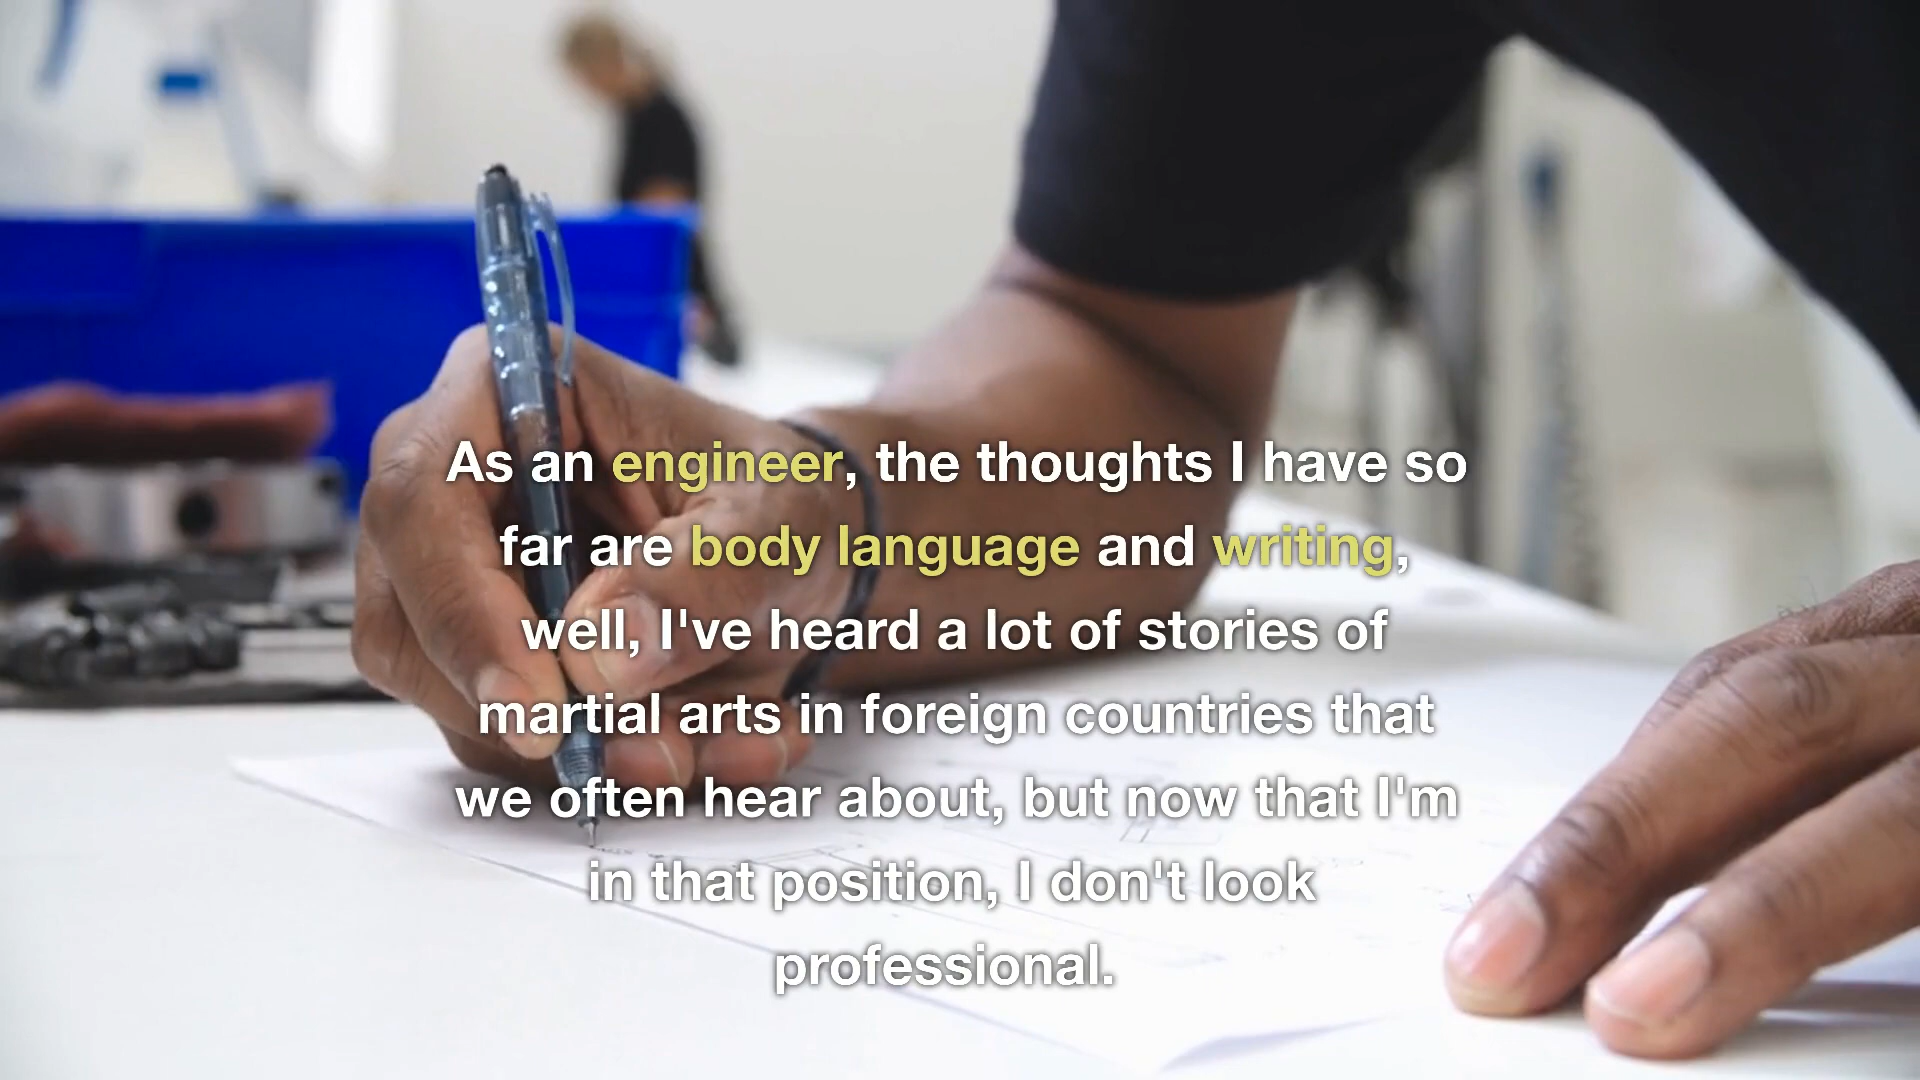 As an engineer, the thoughts I have so
far are body language and writing,
well, I've heard a lot of stories of
martial arts in foreign countries that
we often hear about, but now that I'm
in that position, I don't look
professional.